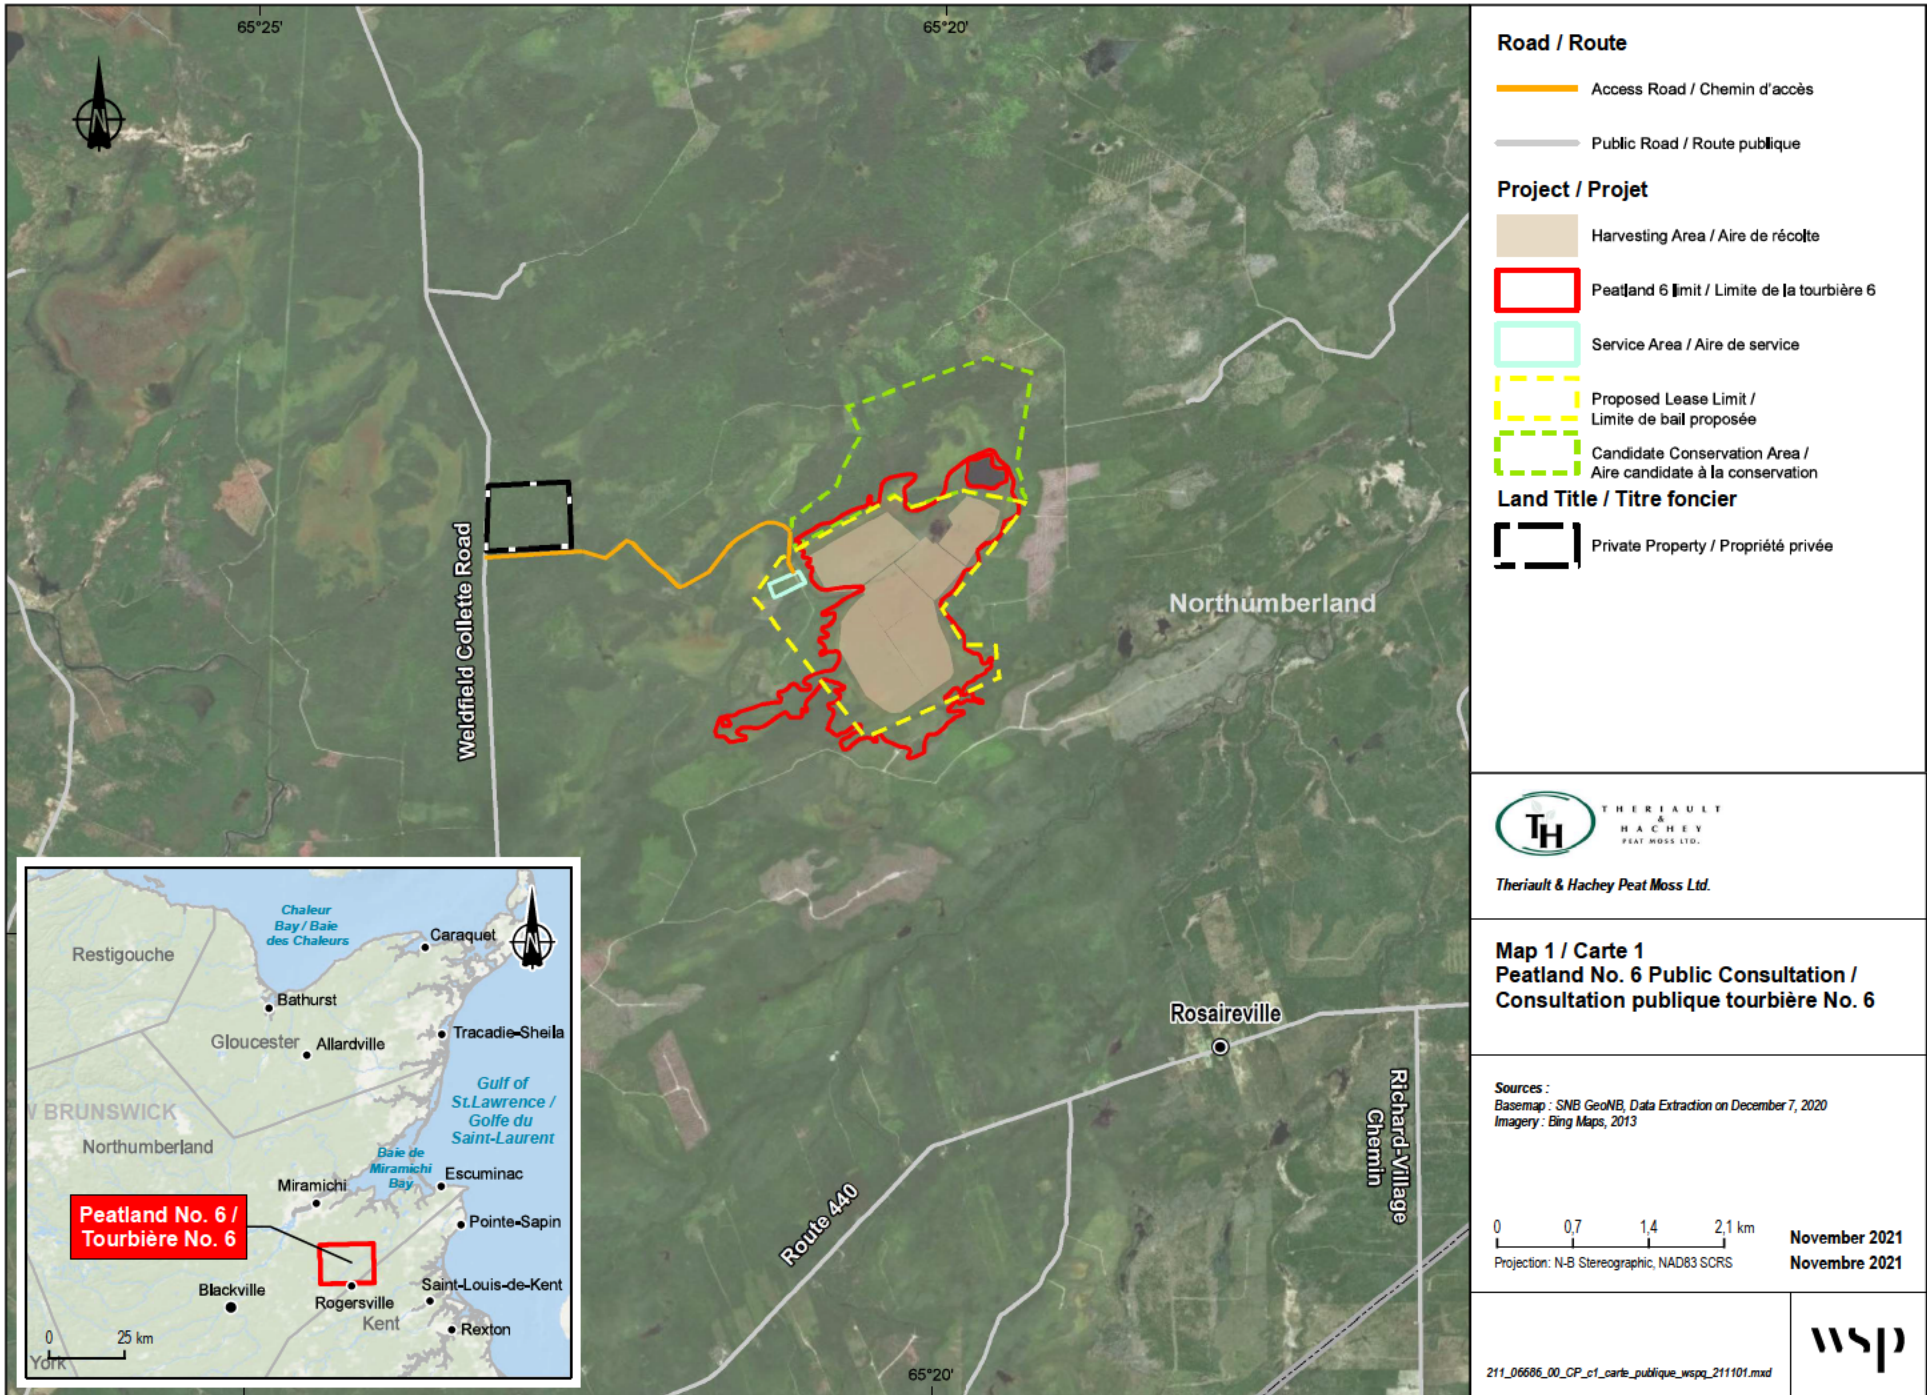 65°25'
65°20'
N
Weldfield Collette Road
Northumberland
Rosaireville
Richard-Village
Chemin
Route 440
65°20'
Chaleur
Bay / Baie
des Chaleurs
Caraquet
N
Restigouche
Bathurst
Gloucester
Allardville
Tracadie-Sheila
Gulf of
St.Lawrence /
Golfe du
Saint-Laurent
W BRUNSWICK
Northumberland
Baie de
Miramichi
Bay
Escuminac
Miramichi
Pointe-Sapin
Peatland No. 6 /
Tourbière No. 6
Blackville
Rogersville
Saint-Louis-de-Kent
Kent
Rexton
0 25 km
York
Road / Route
Access Road / Chemin d'accès
Public Road / Route publique
Project / Projet
Harvesting Area / Aire de récolte
Peatland 6 limit / Limite de la tourbière 6
Service Area / Aire de service
Proposed Lease Limit /
Limite de bail proposée
Candidate Conservation Area /
Aire candidate à la conservation
Land Title / Titre foncier
Private Property / Propriété privée
TH
THERIAULT
&
HACHEY
PEAT MOSS LTD.
Theriault & Hachey Peat Moss Ltd.
Map 1 / Carte 1
Peatland No. 6 Public Consultation /
Consultation publique tourbière No. 6
Sources :
Basemap : SNB GeoNB, Data Extraction on December 7, 2020
Imagery : Bing Maps, 2013
0 0,7 1,4 2,1 km
Projection: N-B Stereographic, NAD83 SCRS
November 2021
Novembre 2021
211_06686_00_CP_c1_carte_publique_wspq_211101.mxd
wsp